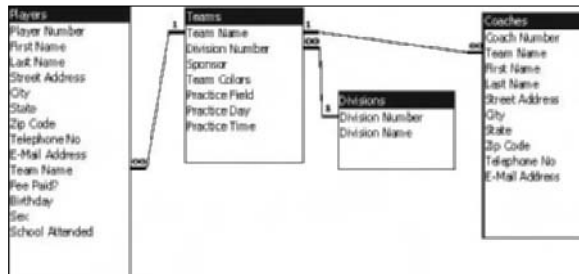 Players
Player Number
First Name
Last Name
Street Address
City
State
Zip Code
Telephone No
E-Mail Address
Team Name
Fee Paid?
Birthday
Sex
School Attended
1
∞
Teams
Team Name
Division Number
Sponsor
Team Colors
Practice Field
Practice Day
Practice Time
1
∞
1
Divisions
Division Number
Division Name
∞
Coaches
Coach Number
Team Name
First Name
Last Name
Street Address
City
State
Zip Code
Telephone No
E-Mail Address